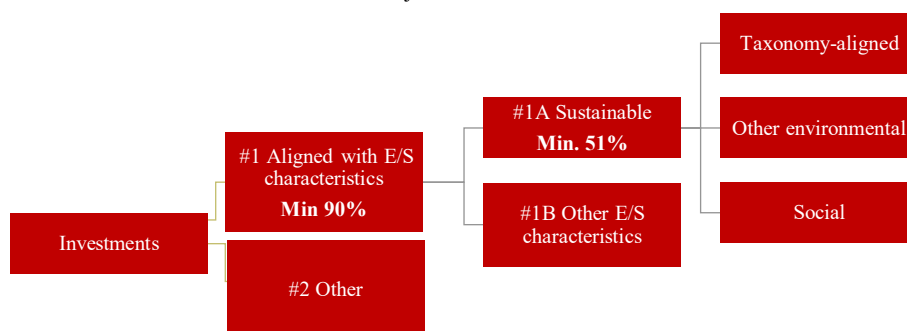 Investments
#1 Aligned with E/S
characteristics
Min 90%
#2 Other
#1A Sustainable
Min. 51%
#1B Other E/S
characteristics
Taxonomy-aligned
Other environmental
Social